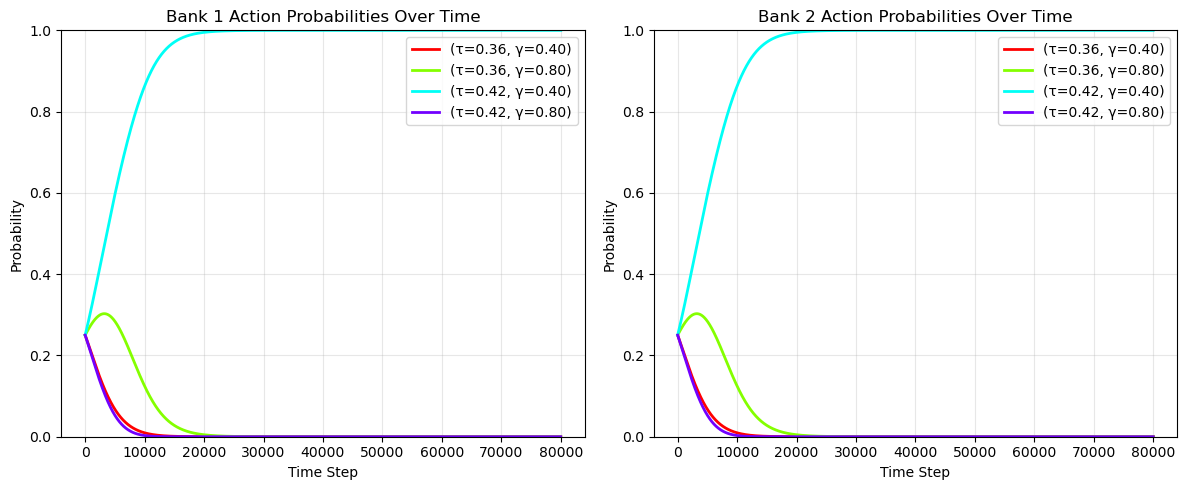 Bank 1 Action Probabilities Over Time
1.0
0.8
0.6
0.4
0.2
0.0
Probability
(τ=0.36, γ=0.40)
(τ=0.36, γ=0.80)
(τ=0.42, γ=0.40)
(τ=0.42, γ=0.80)
0 10000 20000 30000 40000 50000 60000 70000 80000
Time Step
Bank 2 Action Probabilities Over Time
1.0
0.8
0.6
0.4
0.2
0.0
Probability
(τ=0.36, γ=0.40)
(τ=0.36, γ=0.80)
(τ=0.42, γ=0.40)
(τ=0.42, γ=0.80)
0 10000 20000 30000 40000 50000 60000 70000 80000
Time Step